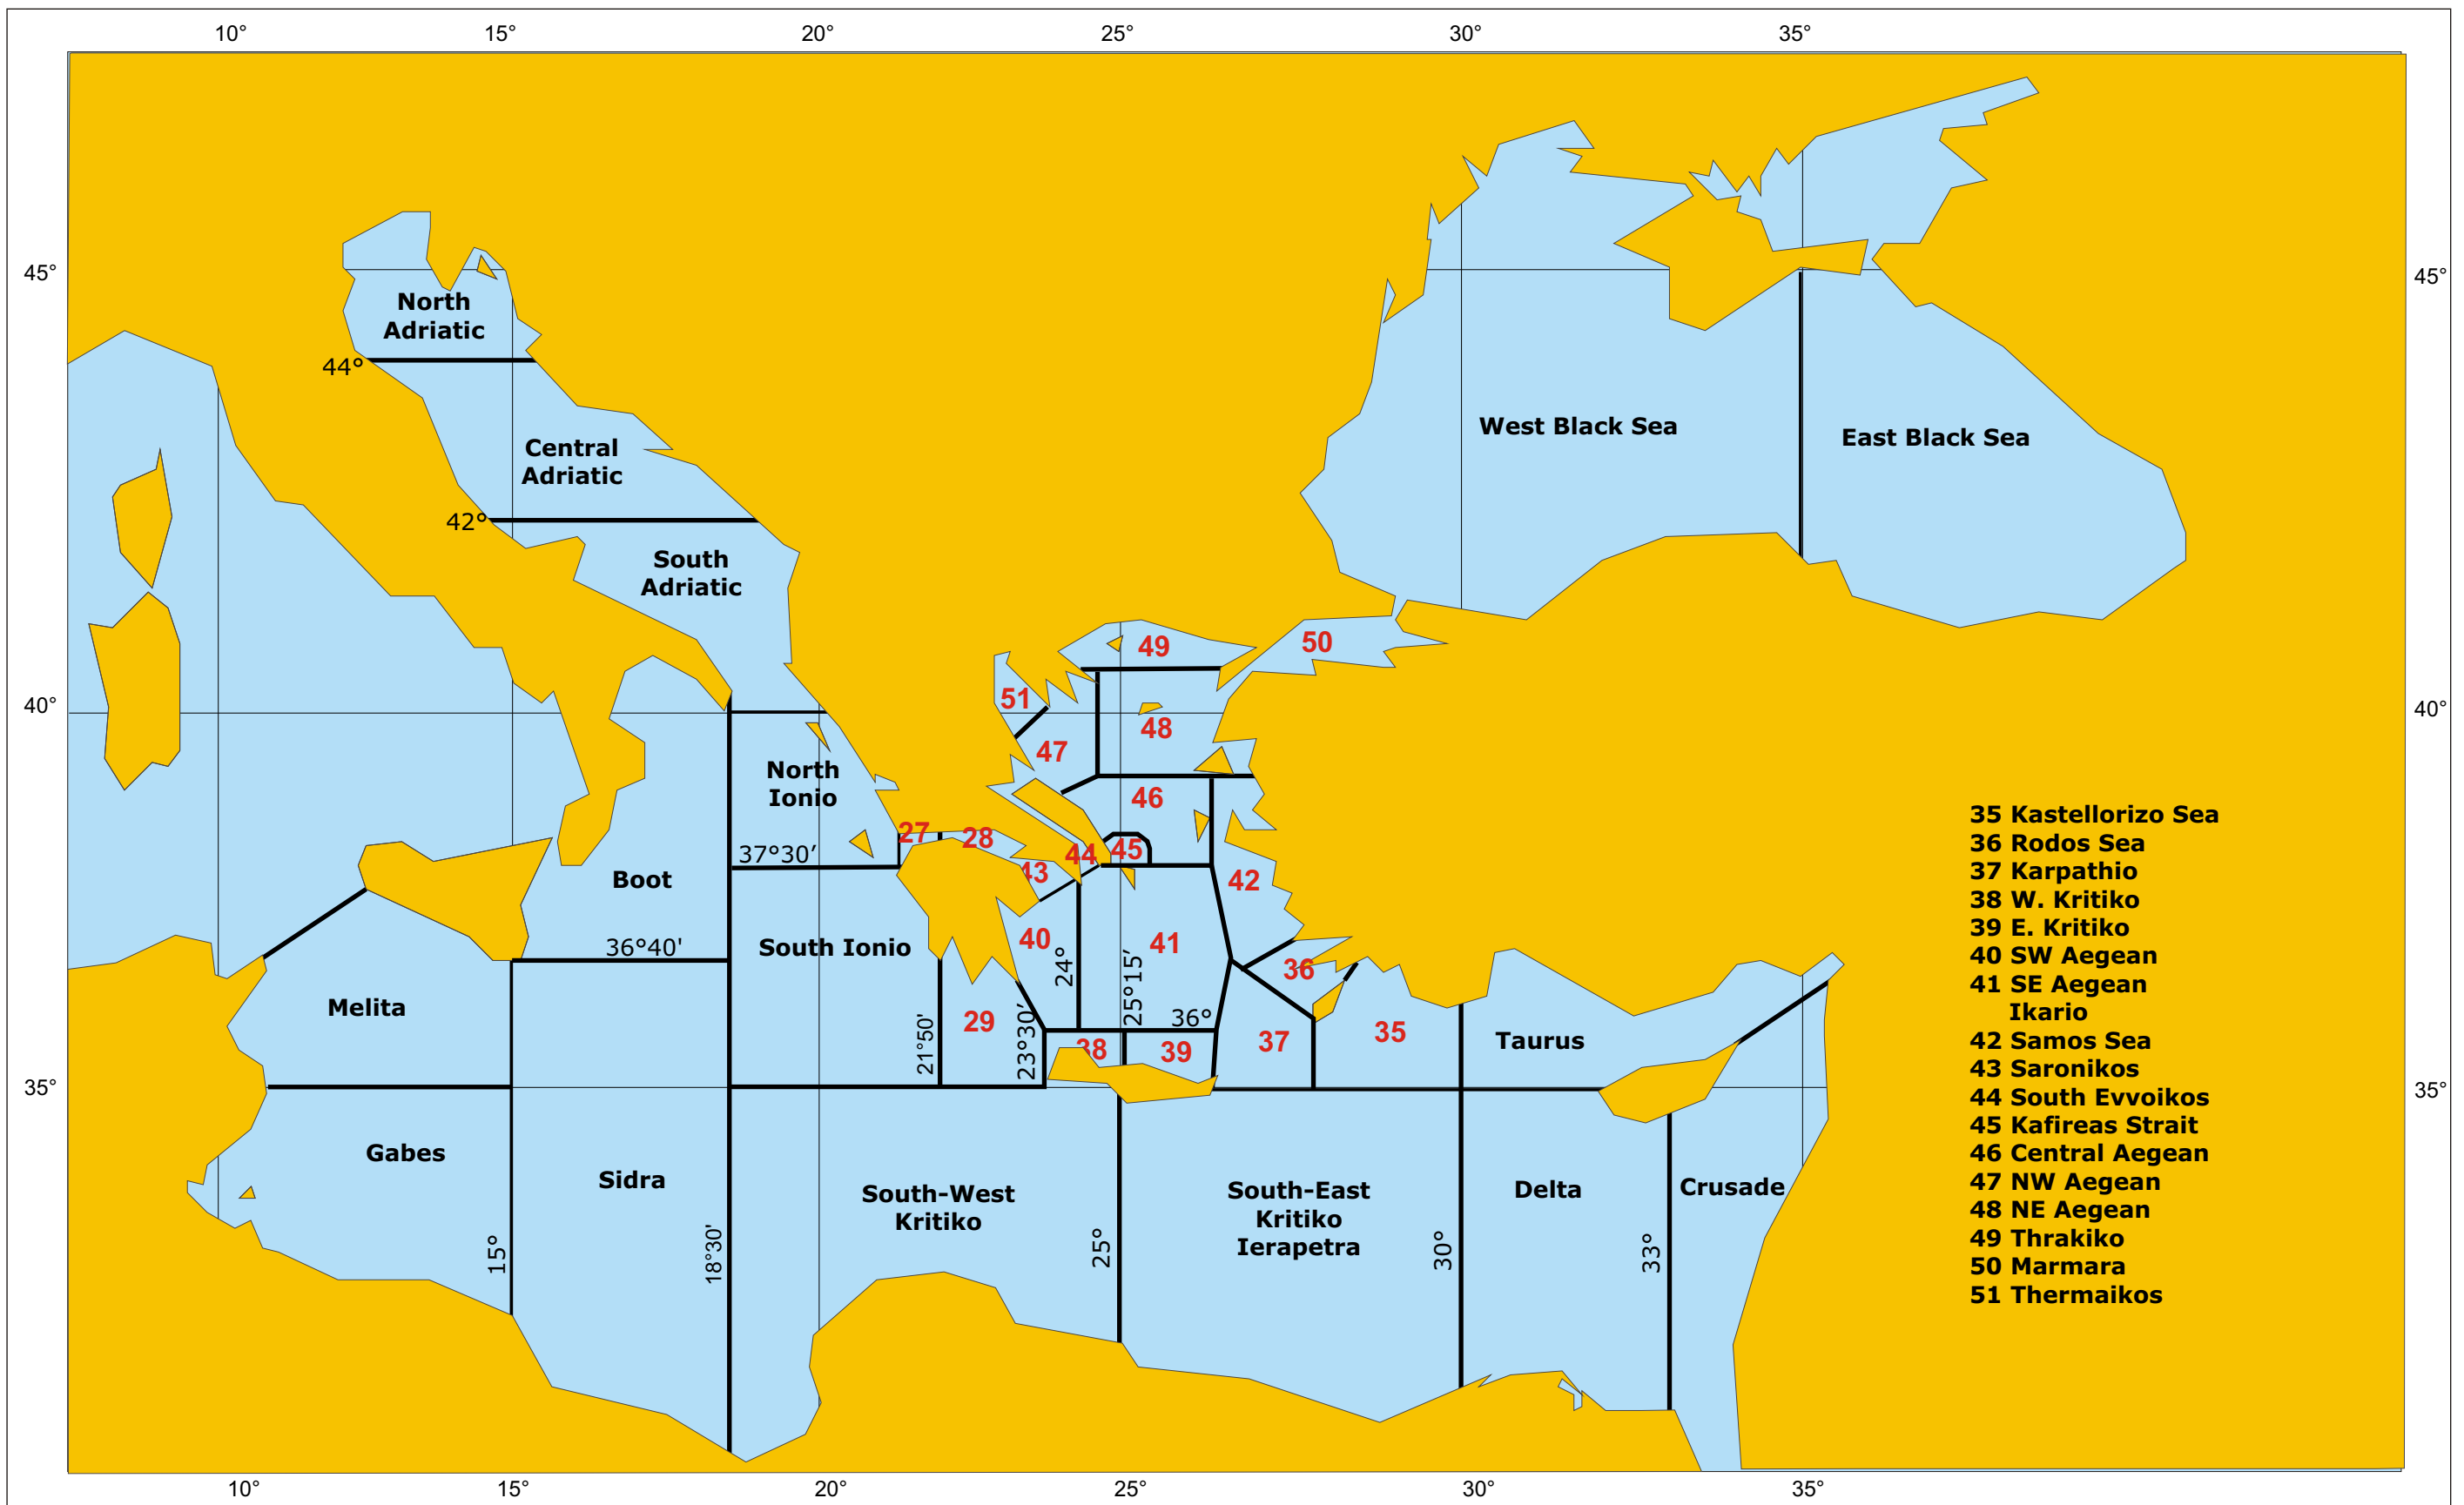 10° 15° 20° 25° 30° 35°
45° 45°
North
Adriatic
44°
West Black Sea
East Black Sea
Central
Adriatic
42°
South
Adriatic
49
50
51
40° 40°
48
47
North
Ionio
46
27
28
37°30’
45
44
43
42
Boot
36°40'
South Ionio
40
24°
41
25°15’
36
36°
Melita
29
21°50'
23°30’
38
39
37
35
Taurus
35° 35°
Gabes
Sidra
South-West
Kritiko
South-East
Kritiko
Ierapetra
Delta
Crusade
15°
18°30'
25°
30°
33°
35 Kastellorizo Sea
36 Rodos Sea
37 Karpathio
38 W. Kritiko
39 E. Kritiko
40 SW Aegean
41 SE Aegean
Ikario
42 Samos Sea
43 Saronikos
44 South Evvoikos
45 Kafireas Strait
46 Central Aegean
47 NW Aegean
48 NE Aegean
49 Thrakiko
50 Marmara
51 Thermaikos
10° 15° 20° 25° 30° 35°